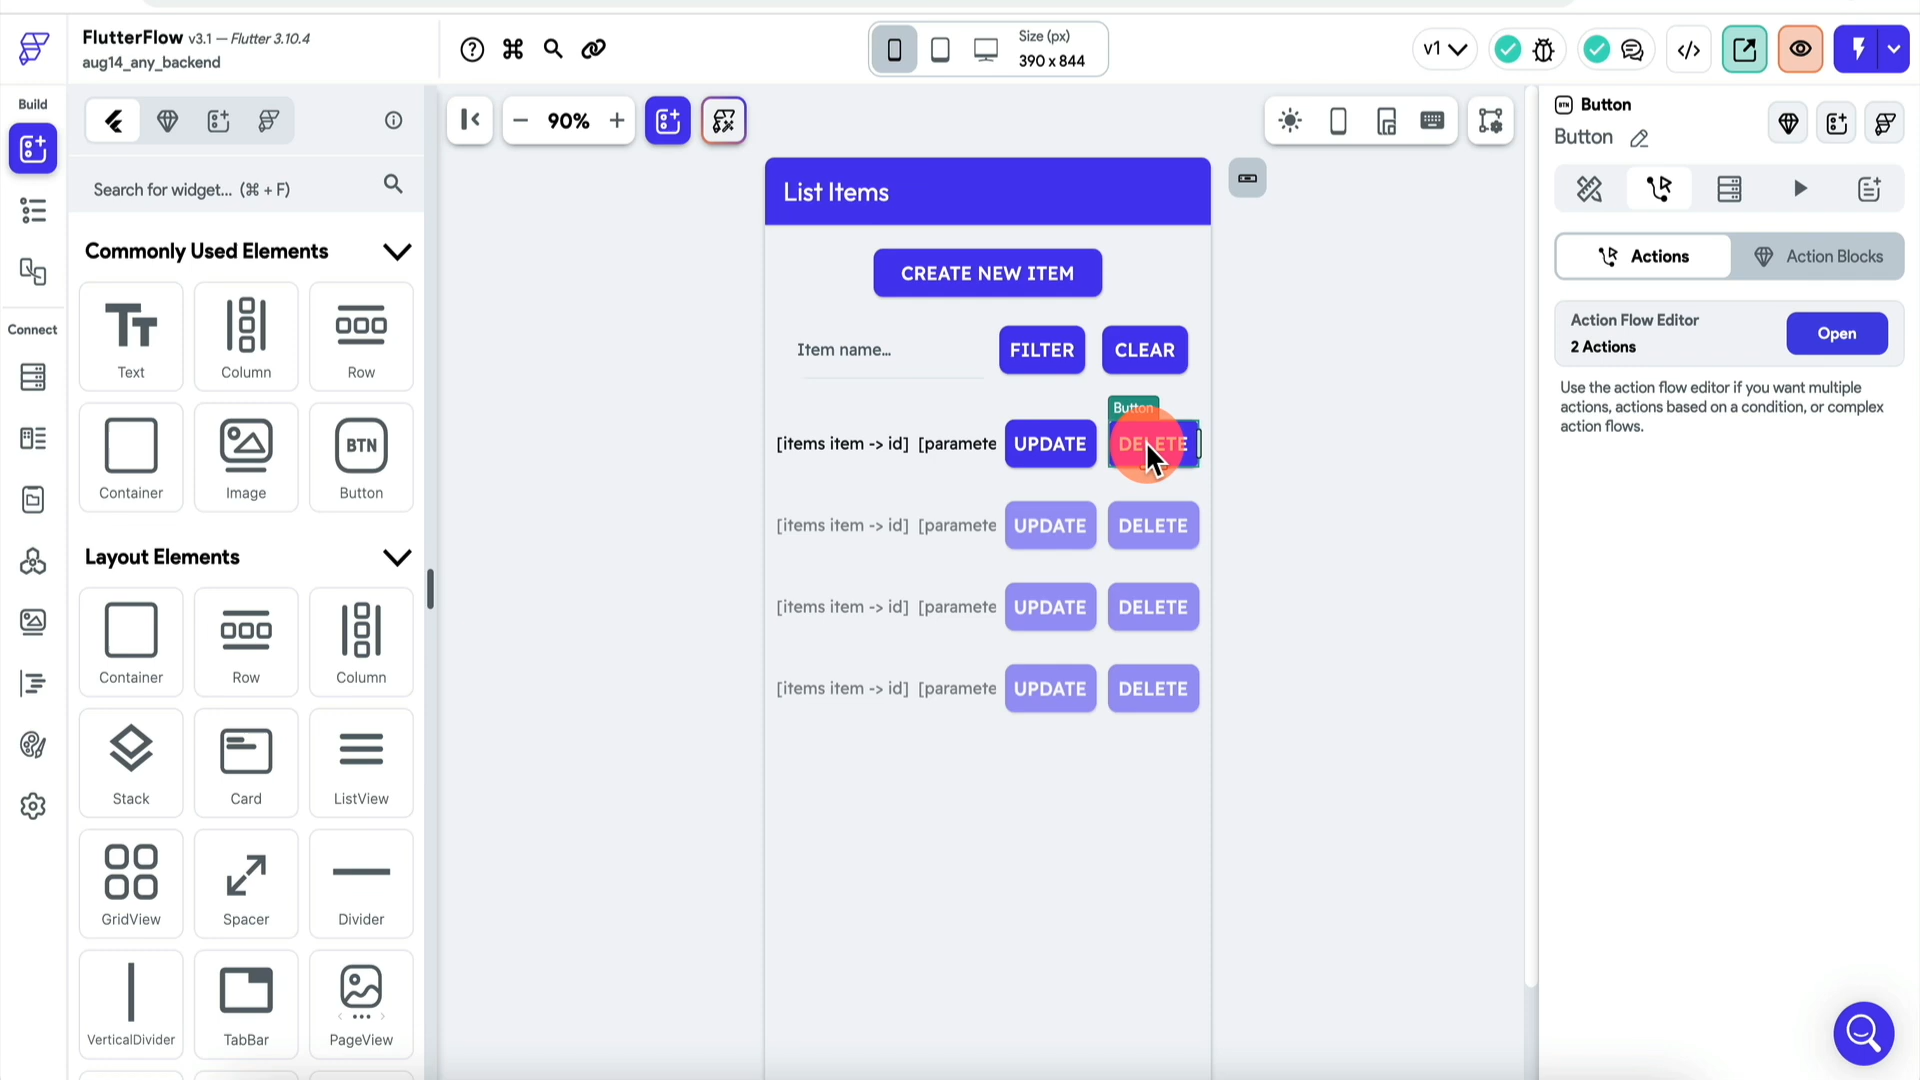 FlutterFlow v3.1 — Flutter 3.10.4
aug14_any_backend
Size (px)
390 x 844
v1
Build
Connect
Search for widget... (⌘ + F)
Commonly Used Elements
Text
Column
Row
Container
Image
BTN
Button
Layout Elements
Container
Row
Column
Stack
Card
ListView
GridView
Spacer
Divider
VerticalDivider
TabBar
PageView
90%
List Items
CREATE NEW ITEM
Item name...
FILTER
CLEAR
Button
[items item -> id] [paramete UPDATE DELETE
[items item -> id] [paramete UPDATE DELETE
[items item -> id] [paramete UPDATE DELETE
[items item -> id] [paramete UPDATE DELETE
BTN Button
Button
Actions
Action Blocks
Action Flow Editor
2 Actions
Open
Use the action flow editor if you want multiple
actions, actions based on a condition, or complex
action flows.